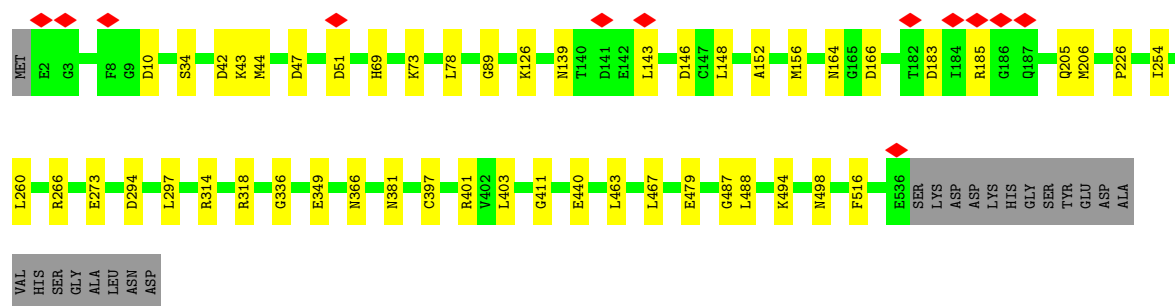 MET E2 G3 F8 G9 D10 S34 D42 K43 M44 D47 D51 H69 K73 L78 G89 K126 N139 T140 D141 E142 L143 D146 C147 L148 A152 M156 N164 G165 D166 T182 D183 I184 R185 G186 Q187 Q205 M206 P226 I254
L260 R266 E273 D294 L297 R314 R318 G336 E349 N366 N381 C397 R401 V402 L403 G411 E440 L463 L467 E479 G487 L488 K494 N498 F516 E536 SER LYS ASP ASP LYS HIS GLY SER TYR GLU ASP ALA
VAL HIS SER GLY ALA LEU ASN ASP